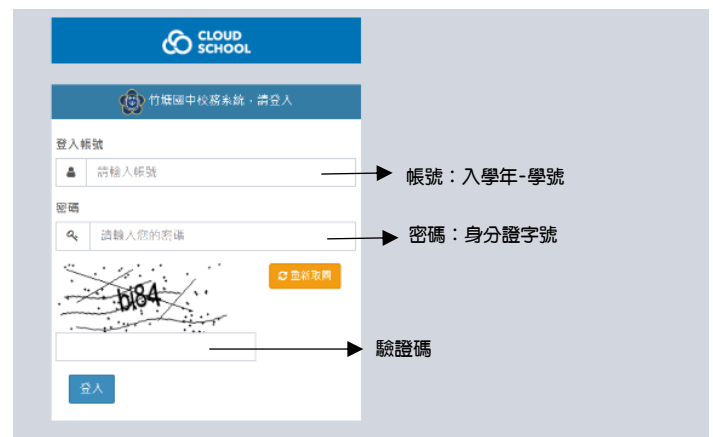 CLOUD
SCHOOL
竹塘國中校務系統，請登入
登入帳號
請輸入帳號
帳號：入學年-學號
密碼
請輸入您的密碼
密碼：身分證字號
重新取圖
bl84
驗證碼
登入